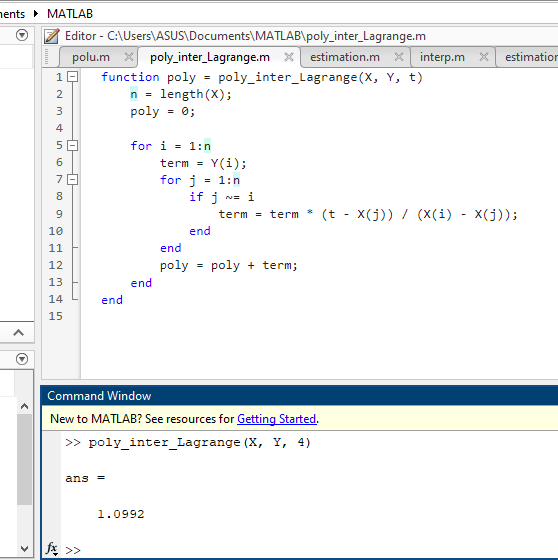 ents ▸ MATLAB
Editor - C:\Users\ASUS\Documents\MATLAB\poly_inter_Lagrange.m
polu.m × poly_inter_Lagrange.m × estimation.m × interp.m × estimation
1 function poly = poly_inter_Lagrange(X, Y, t)
2 n = length(X);
3 poly = 0;
4
5 for i = 1:n
6 term = Y(i);
7 for j = 1:n
8 if j ~= i
9 term = term * (t - X(j)) / (X(i) - X(j));
10 end
11 end
12 poly = poly + term;
13 end
14 end
15
Command Window
New to MATLAB? See resources for Getting Started.
>> poly_inter_Lagrange(X, Y, 4)
ans =
1.0992
fx >>